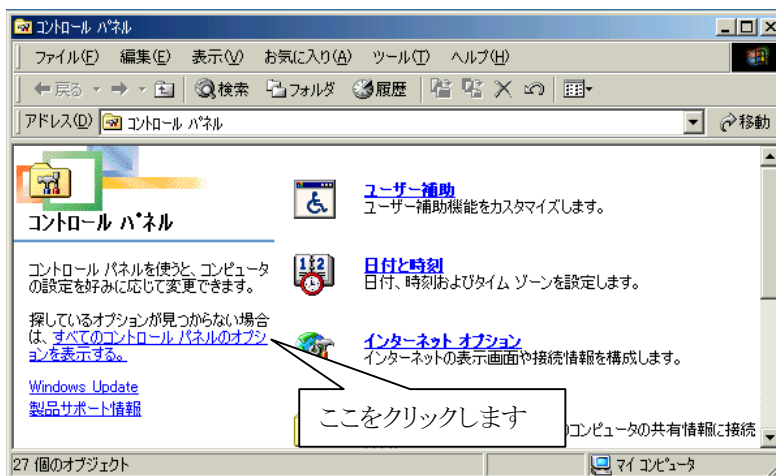 コントロール パネル
ファイル(F) 編集(E) 表示(V) お気に入り(A) ツール(T) ヘルプ(H)
戻る 検索 フォルダ 履歴
アドレス(D) コントロール パネル 移動
コントロール パネル
コントロール パネルを使うと、コンピュータ
の設定を好みに応じて変更できます。
探しているオプションが見つからない場合
は、すべてのコントロール パネルのオプシ
ョンを表示する。
Windows Update
製品サポート情報
ユーザー補助
ユーザー補助機能をカスタマイズします。
日付と時刻
日付、時刻およびタイム ゾーンを設定します。
インターネット オプション
インターネットの表示画面や接続情報を構成します。
ここをクリックします
のコンピュータの共有情報に接続
27 個のオブジェクト
マイ コンピュータ